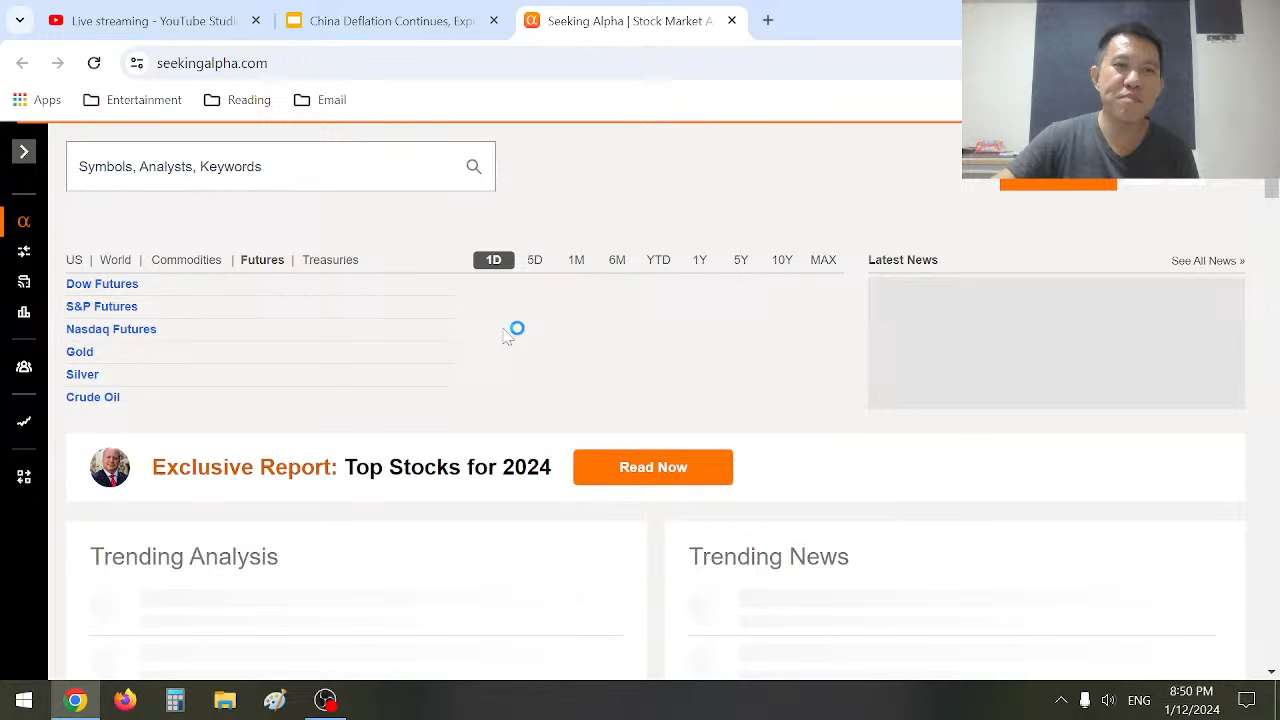 Live streaming - YouTube Studi
China Deflation Continues, Exp
Seeking Alpha | Stock Market A
seekingalpha.com
Apps
Entertainment
Reading
Email
Symbols, Analysts, Keywords
US | World | Commodities | Futures | Treasuries
1D 5D 1M 6M YTD 1Y 5Y 10Y MAX
Latest News
See All News »
Dow Futures
S&P Futures
Nasdaq Futures
Gold
Silver
Crude Oil
Exclusive Report: Top Stocks for 2024
Read Now
Trending Analysis
Trending News
ENG
8:50 PM
1/12/2024